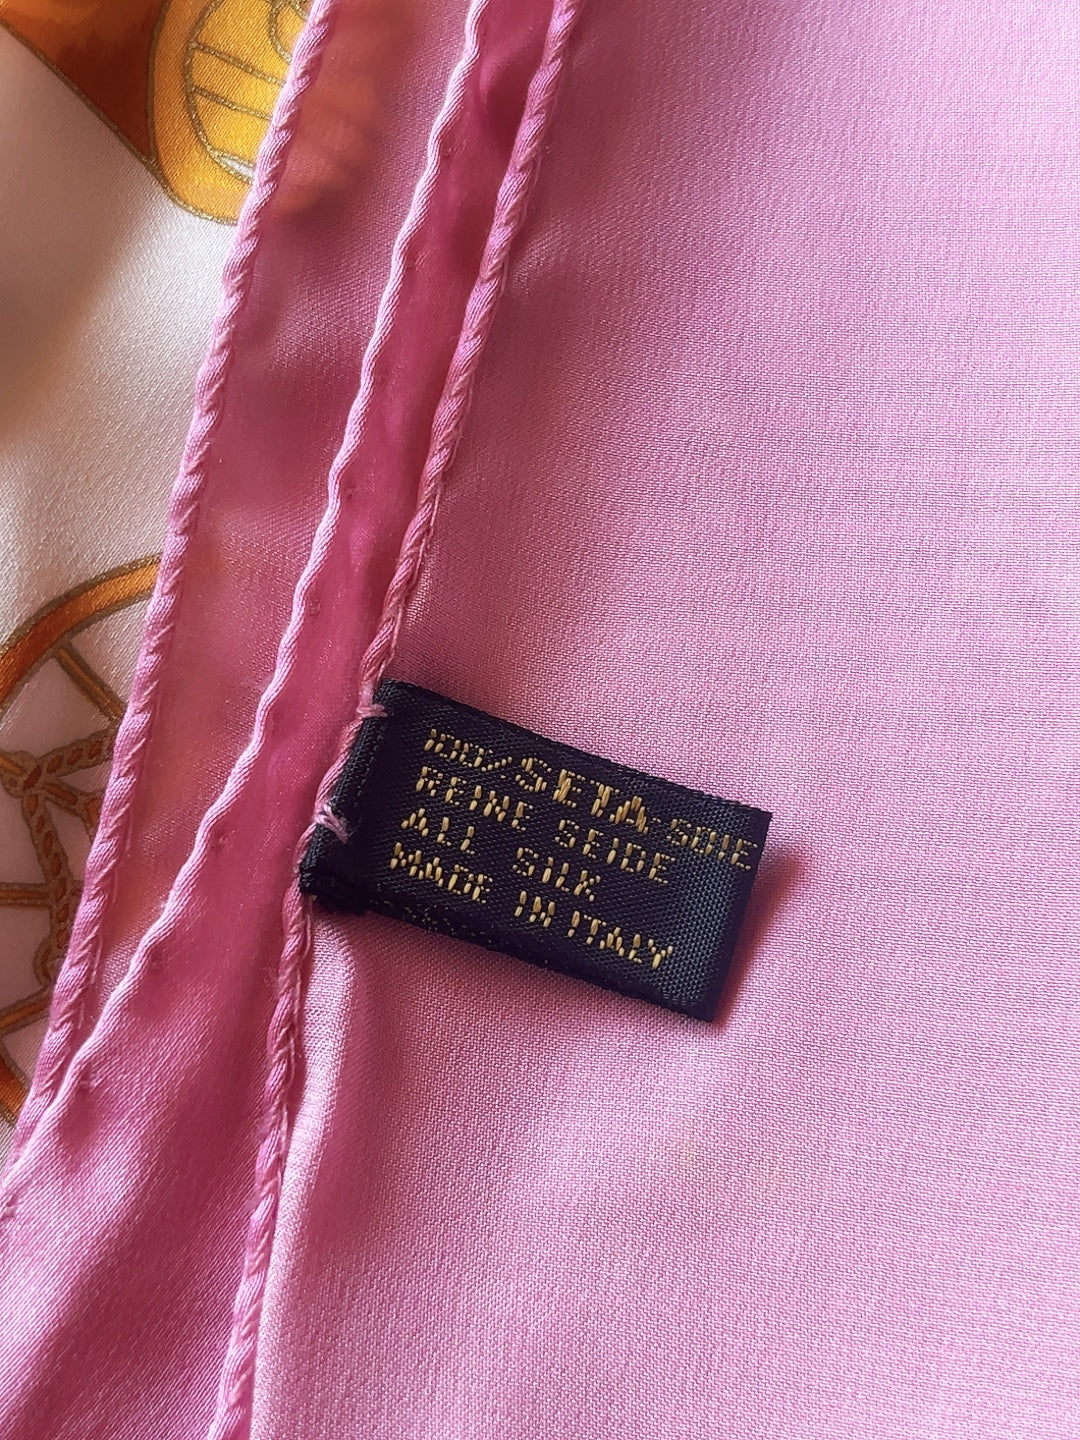 100% SETA-SOIE
REINE SEIDE
ALL SILK
MADE IN ITALY